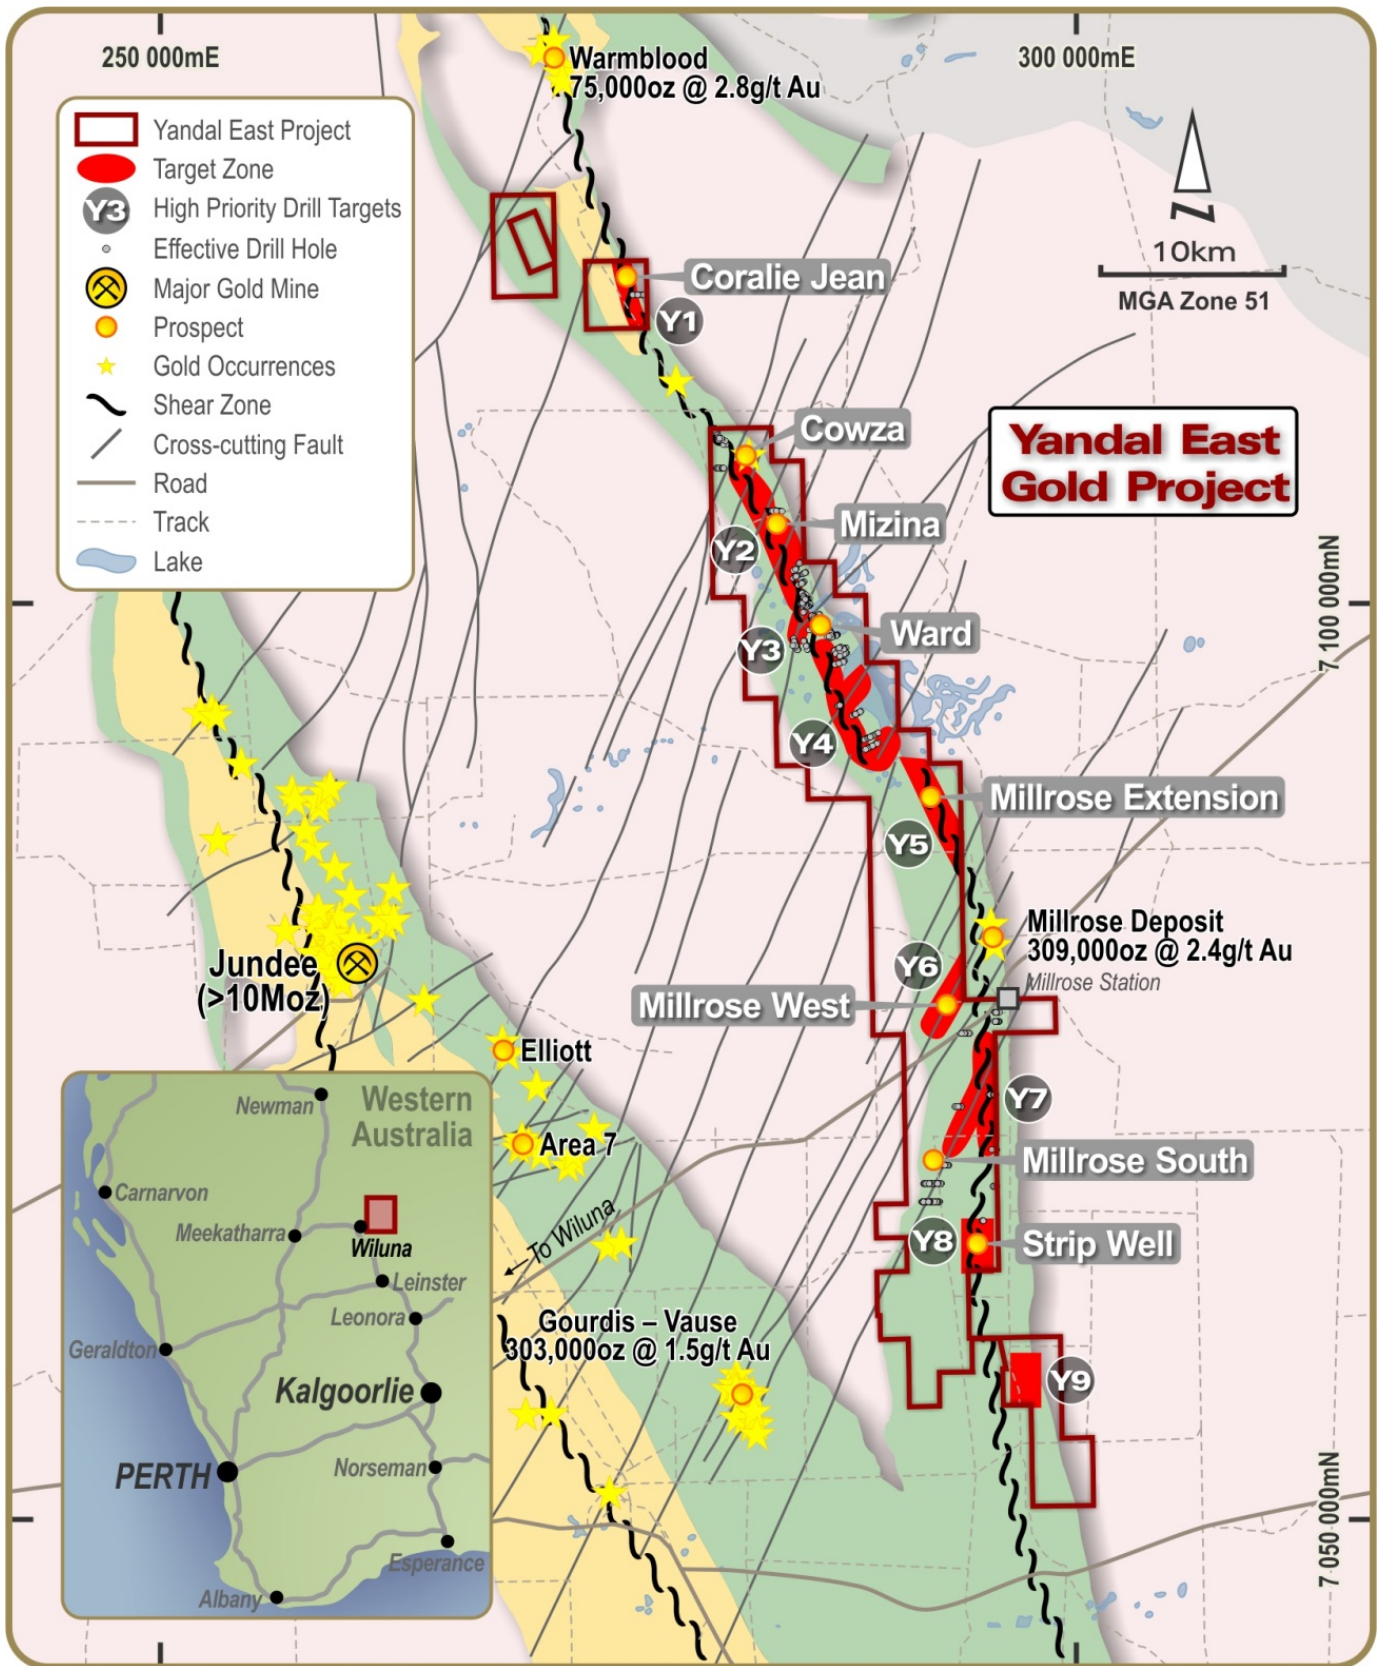 250 000mE
300 000mE
Warmblood
75,000oz @ 2.8g/t Au
Yandal East Project
Target Zone
Y3
High Priority Drill Targets
Effective Drill Hole
Major Gold Mine
Prospect
Gold Occurrences
Shear Zone
Cross-cutting Fault
Road
Track
Lake
N
10km
MGA Zone 51
Coralie Jean
Y1
Yandal East
Gold Project
Cowza
Mizina
Y2
7 100 000mN
Ward
Y3
Y4
Millrose Extension
Y5
Millrose Deposit
309,000oz @ 2.4g/t Au
Millrose Station
Y6
Millrose West
Jundee
(>10Moz)
Elliott
Area 7
Y7
Millrose South
To Wiluna
Y8
Strip Well
Gourdis – Vause
303,000oz @ 1.5g/t Au
Y9
7 050 000mN
Western
Australia
Newman
Carnarvon
Meekatharra
Wiluna
Leinster
Leonora
Geraldton
Kalgoorlie
PERTH
Norseman
Esperance
Albany